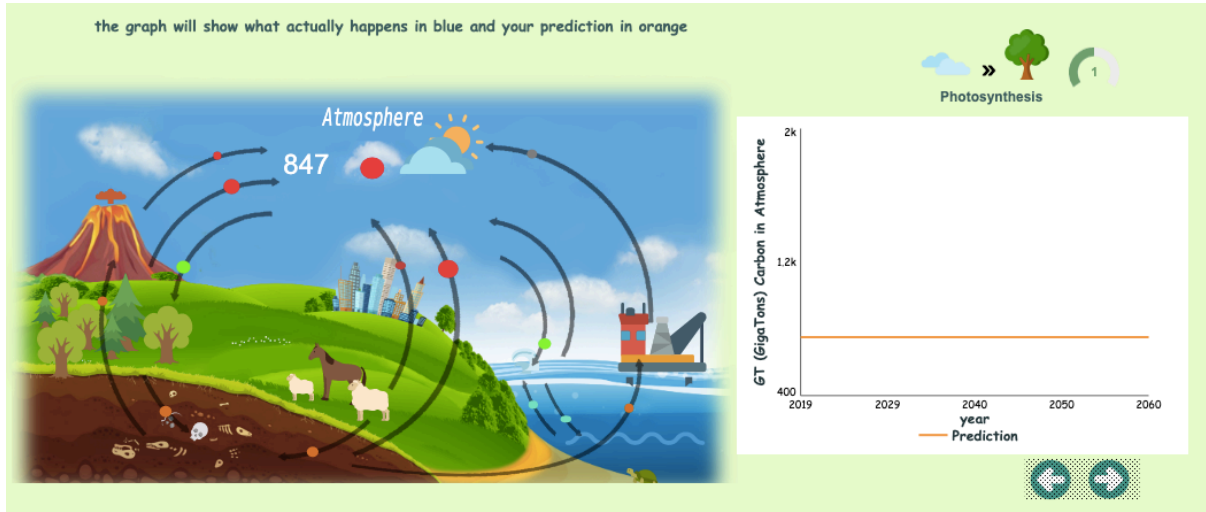 the graph will show what actually happens in blue and your prediction in orange
Atmosphere
847
»
1
Photosynthesis
GT (GigaTons) Carbon in Atmosphere
2k
1.2k
400
2019 2029 2040 2050 2060
year
Prediction